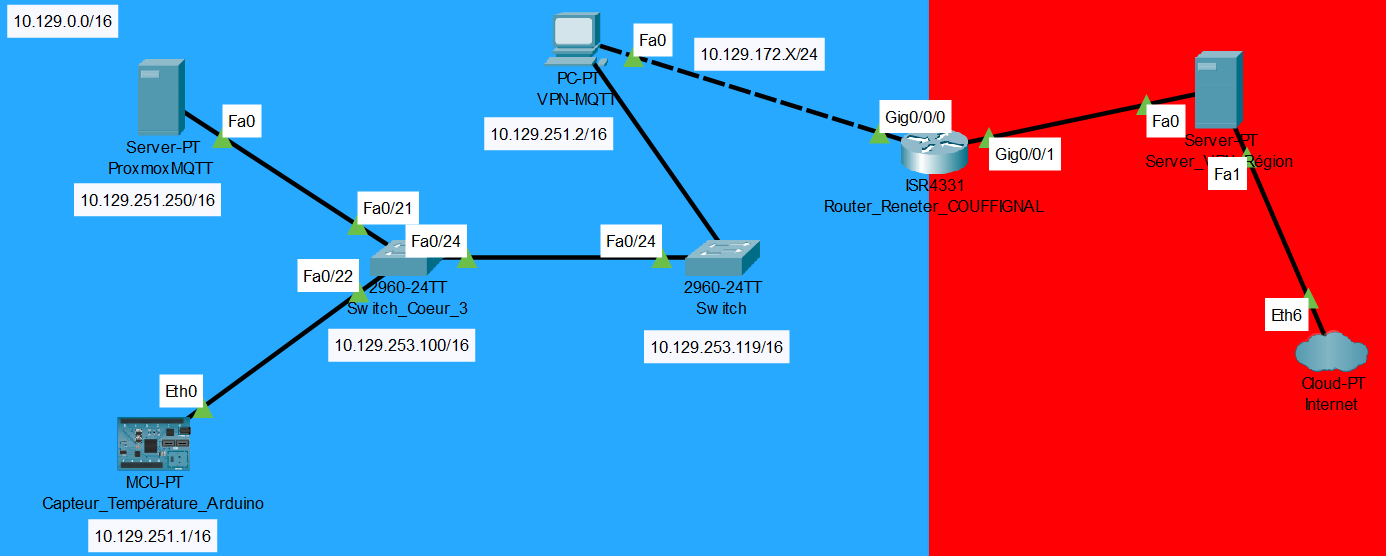 10.129.0.0/16
Fa0
10.129.172.X/24
PC-PT
VPN-MQTT
10.129.251.2/16
Fa0
Server-PT
ProxmoxMQTT
10.129.251.250/16
Gig0/0/0
Gig0/0/1
ISR4331
Router_Reneter_COUFFIGNAL
Fa0
Server-PT
Server_VPN_Région
Fa1
Fa0/21
Fa0/24
Fa0/24
Fa0/22
2960-24TT
Switch_Coeur_3
10.129.253.100/16
2960-24TT
Switch
10.129.253.119/16
Eth6
Cloud-PT
Internet
Eth0
MCU-PT
Capteur_Température_Arduino
10.129.251.1/16